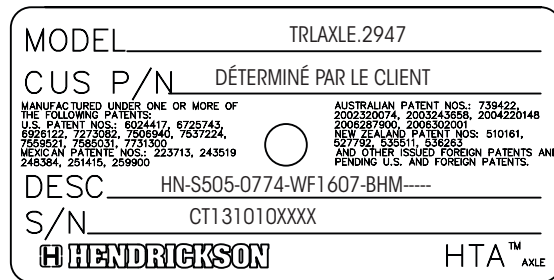 MODEL TRLAXLE.2947
CUS P/N DÉTERMINÉ PAR LE CLIENT
MANUFACTURED UNDER ONE OR MORE OF
THE FOLLOWING PATENTS:
U.S. PATENT NOS.: 6024417, 6725743,
6926122, 7273082, 7506940, 7537224,
7559521, 7585031, 7731300
MEXICAN PATENTE NOS.: 223713, 243519
248384, 251415, 259900
AUSTRALIAN PATENT NOS.: 739422,
2002320074, 2003243658, 2004220148
2006287900, 2006302001
NEW ZEALAND PATENT NOS: 510161,
527792, 535511, 536263
AND OTHER ISSUED FOREIGN PATENTS AND
PENDING U.S. AND FOREIGN PATENTS.
DESC HN-S505-0774-WF1607-BHM-----
S/N CT131010XXXX
H HENDRICKSON HTA™ AXLE